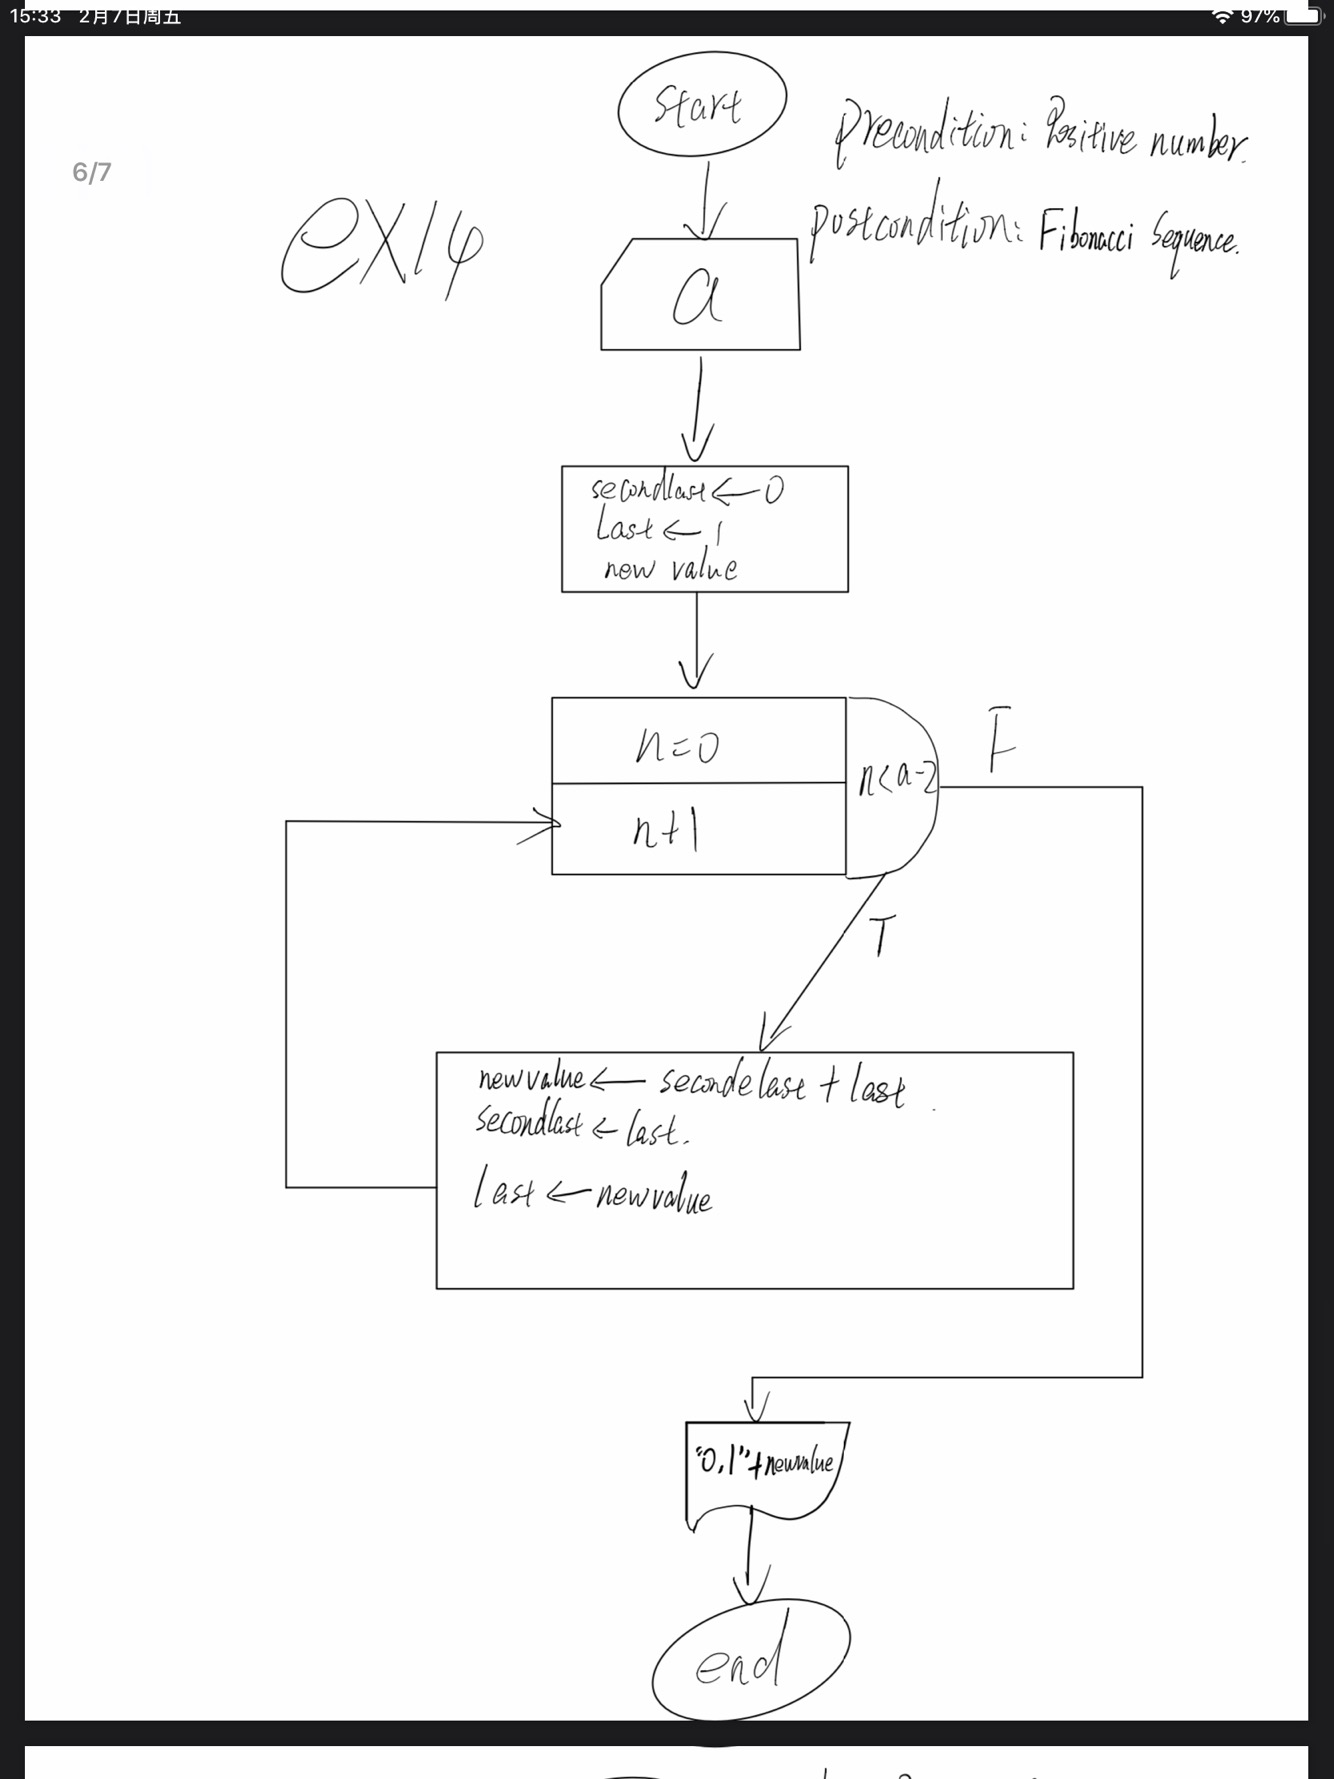 15:33 2月7日周五
97%
6/7
ex14
start
Precondition: Positive number.
Postcondition: Fibonacci Sequence.
a
secondlast ← 0
Last ← 1
new value
n=0
n<a-2
F
n+1
T
newvalue ← secondelast + last
secondlast ← last.
last ← newvalue
"0,1"+newvalue
end